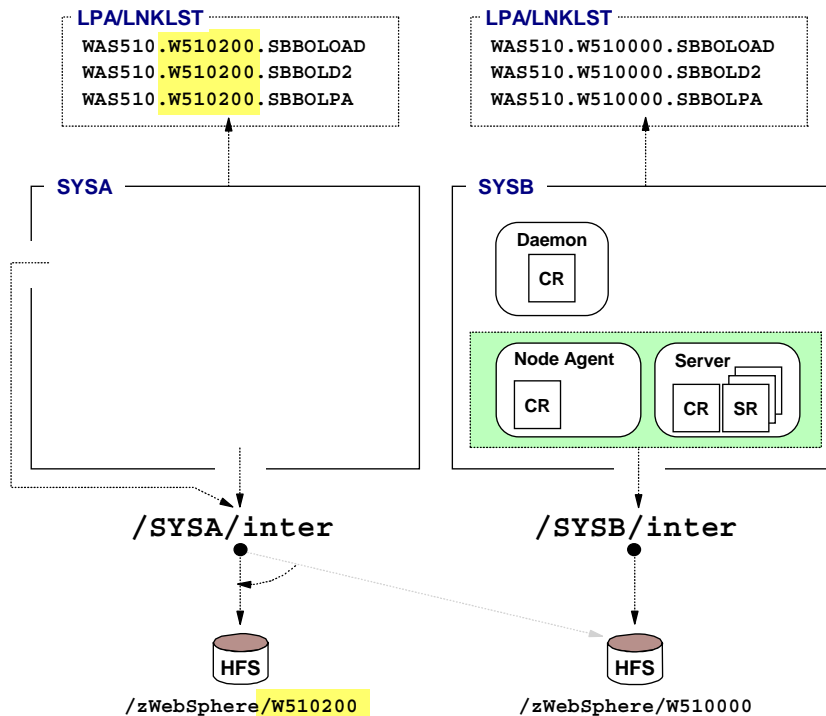 LPA/LNKLST
WAS510.W510200.SBBOLOAD
WAS510.W510200.SBBOLD2
WAS510.W510200.SBBOLPA
LPA/LNKLST
WAS510.W510000.SBBOLOAD
WAS510.W510000.SBBOLD2
WAS510.W510000.SBBOLPA
SYSA
SYSB
Daemon
CR
Node Agent
CR
Server
CR
SR
/SYSA/inter
/SYSB/inter
HFS
HFS
/zWebSphere/W510200
/zWebSphere/W510000